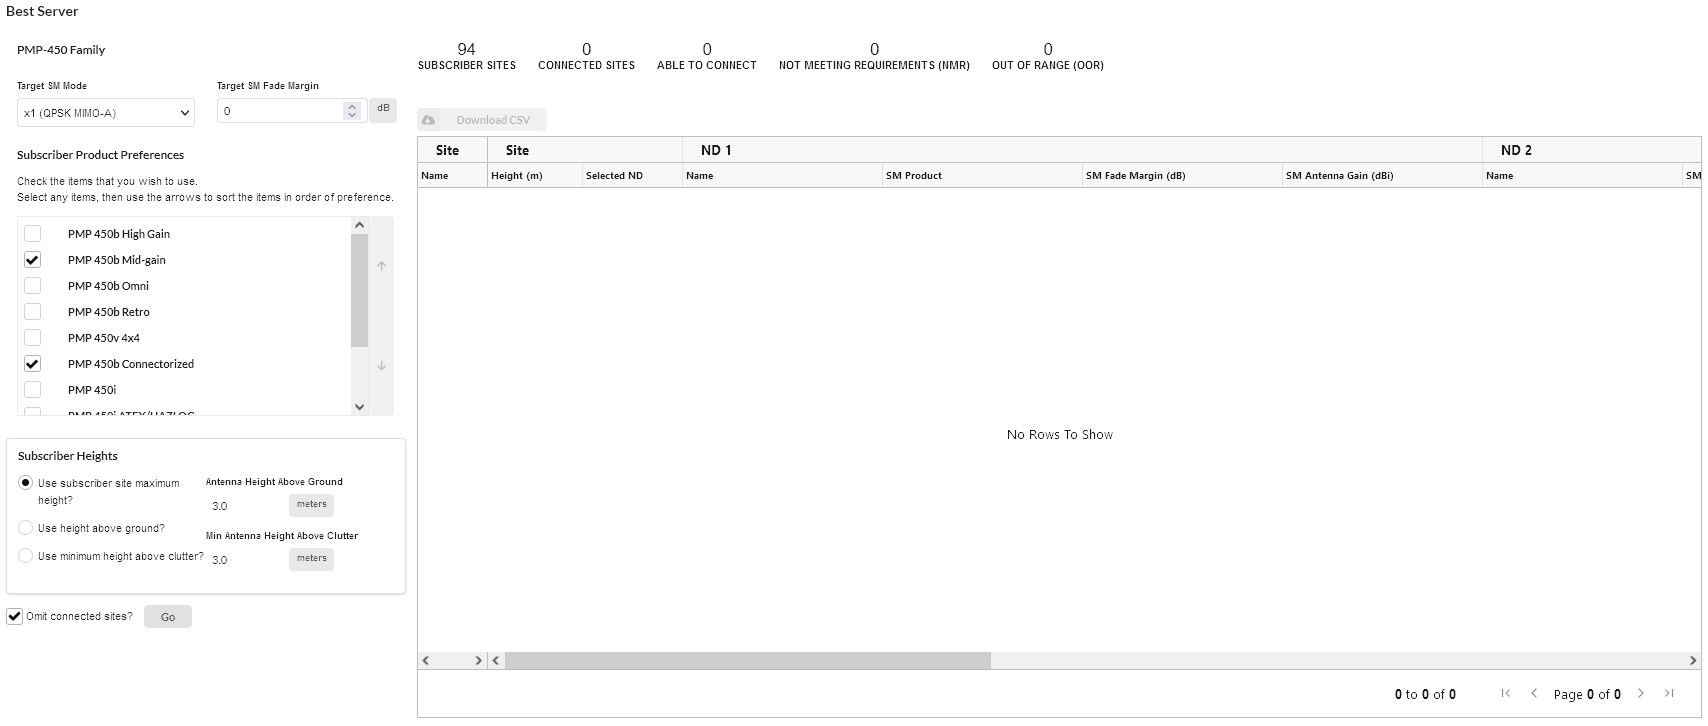 Best Server
PMP-450 Family
Target SM Mode
Target SM Fade Margin
x1 (QPSK MIMO-A)
0
dB
Subscriber Product Preferences
Check the items that you wish to use.
Select any items, then use the arrows to sort the items in order of preference.
PMP 450b High Gain
PMP 450b Mid-gain
PMP 450b Omni
PMP 450b Retro
PMP 450v 4x4
PMP 450b Connectorized
PMP 450i
PMP 450i ATEX/HAZLOC
Subscriber Heights
Use subscriber site maximum
height?
Use height above ground?
Use minimum height above clutter?
Antenna Height Above Ground
3.0
meters
Min Antenna Height Above Clutter
3.0
meters
Omit connected sites?
Go
94
SUBSCRIBER SITES
0
CONNECTED SITES
0
ABLE TO CONNECT
0
NOT MEETING REQUIREMENTS (NMR)
0
OUT OF RANGE (OOR)
Download CSV
Site
Site
ND 1
ND 2
Name
Height (m)
Selected ND
Name
SM Product
SM Fade Margin (dB)
SM Antenna Gain (dBi)
Name
SM
No Rows To Show
0 to 0 of 0
Page 0 of 0